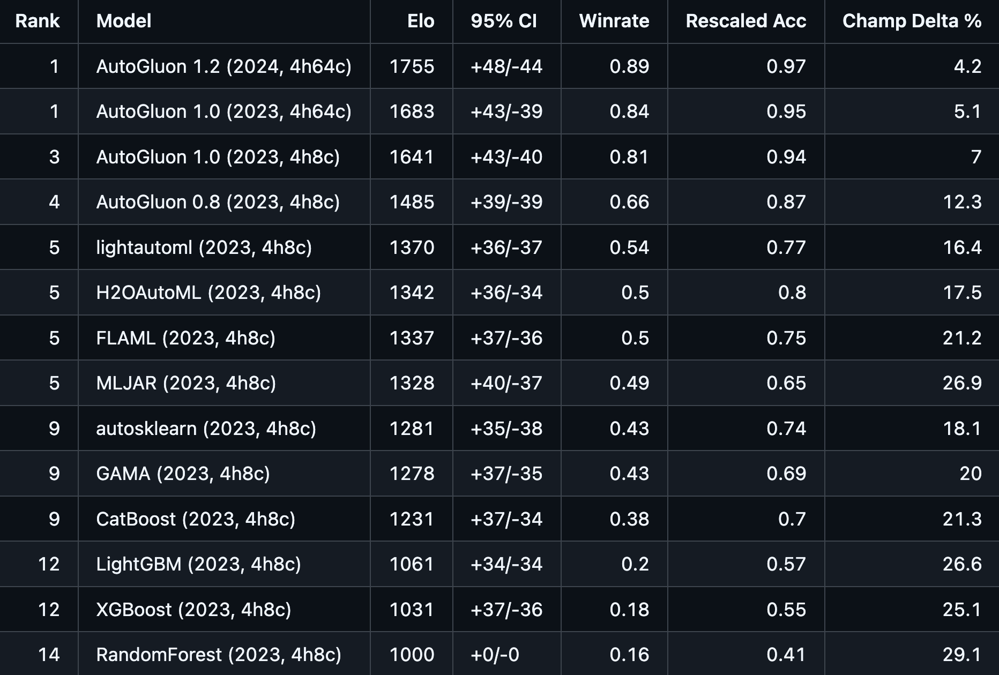 Rank Model Elo 95% CI Winrate Rescaled Acc Champ Delta %
1 AutoGluon 1.2 (2024, 4h64c) 1755 +48/-44 0.89 0.97 4.2
1 AutoGluon 1.0 (2023, 4h64c) 1683 +43/-39 0.84 0.95 5.1
3 AutoGluon 1.0 (2023, 4h8c) 1641 +43/-40 0.81 0.94 7
4 AutoGluon 0.8 (2023, 4h8c) 1485 +39/-39 0.66 0.87 12.3
5 lightautoml (2023, 4h8c) 1370 +36/-37 0.54 0.77 16.4
5 H2OAutoML (2023, 4h8c) 1342 +36/-34 0.5 0.8 17.5
5 FLAML (2023, 4h8c) 1337 +37/-36 0.5 0.75 21.2
5 MLJAR (2023, 4h8c) 1328 +40/-37 0.49 0.65 26.9
9 autosklearn (2023, 4h8c) 1281 +35/-38 0.43 0.74 18.1
9 GAMA (2023, 4h8c) 1278 +37/-35 0.43 0.69 20
9 CatBoost (2023, 4h8c) 1231 +37/-34 0.38 0.7 21.3
12 LightGBM (2023, 4h8c) 1061 +34/-34 0.2 0.57 26.6
12 XGBoost (2023, 4h8c) 1031 +37/-36 0.18 0.55 25.1
14 RandomForest (2023, 4h8c) 1000 +0/-0 0.16 0.41 29.1